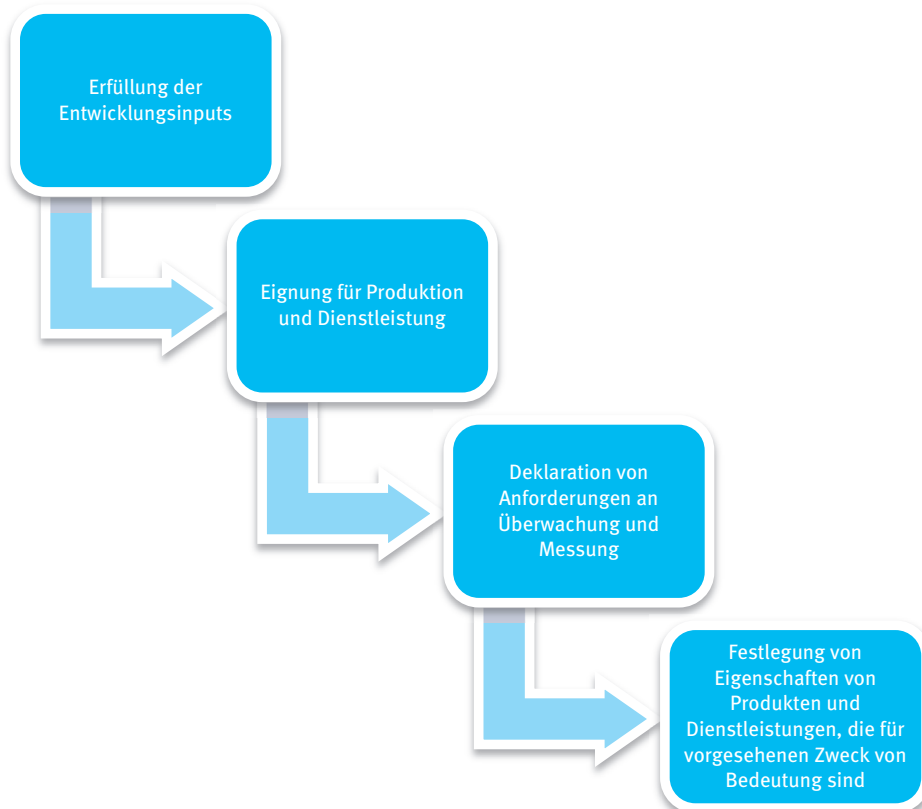 Erfüllung der
Entwicklungsinputs
Eignung für Produktion
und Dienstleistung
Deklaration von
Anforderungen an
Überwachung und
Messung
Festlegung von
Eigenschaften von
Produkten und
Dienstleistungen, die für
vorgesehenen Zweck von
Bedeutung sind